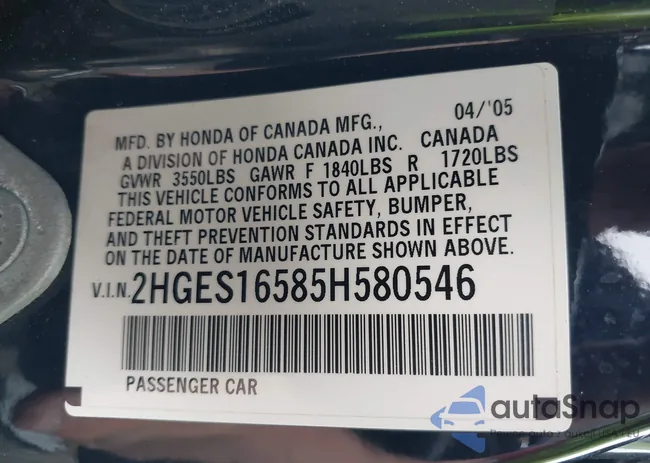 04/'05
MFD. BY HONDA OF CANADA MFG.,
A DIVISION OF HONDA CANADA INC. CANADA
GVWR 3550LBS GAWR F 1840LBS R 1720LBS
THIS VEHICLE CONFORMS TO ALL APPLICABLE
FEDERAL MOTOR VEHICLE SAFETY, BUMPER,
AND THEFT PREVENTION STANDARDS IN EFFECT
ON THE DATE OF MANUFACTURE SHOWN ABOVE.
V.I.N. 2HGES16585H580546
PASSENGER CAR
autoSnap